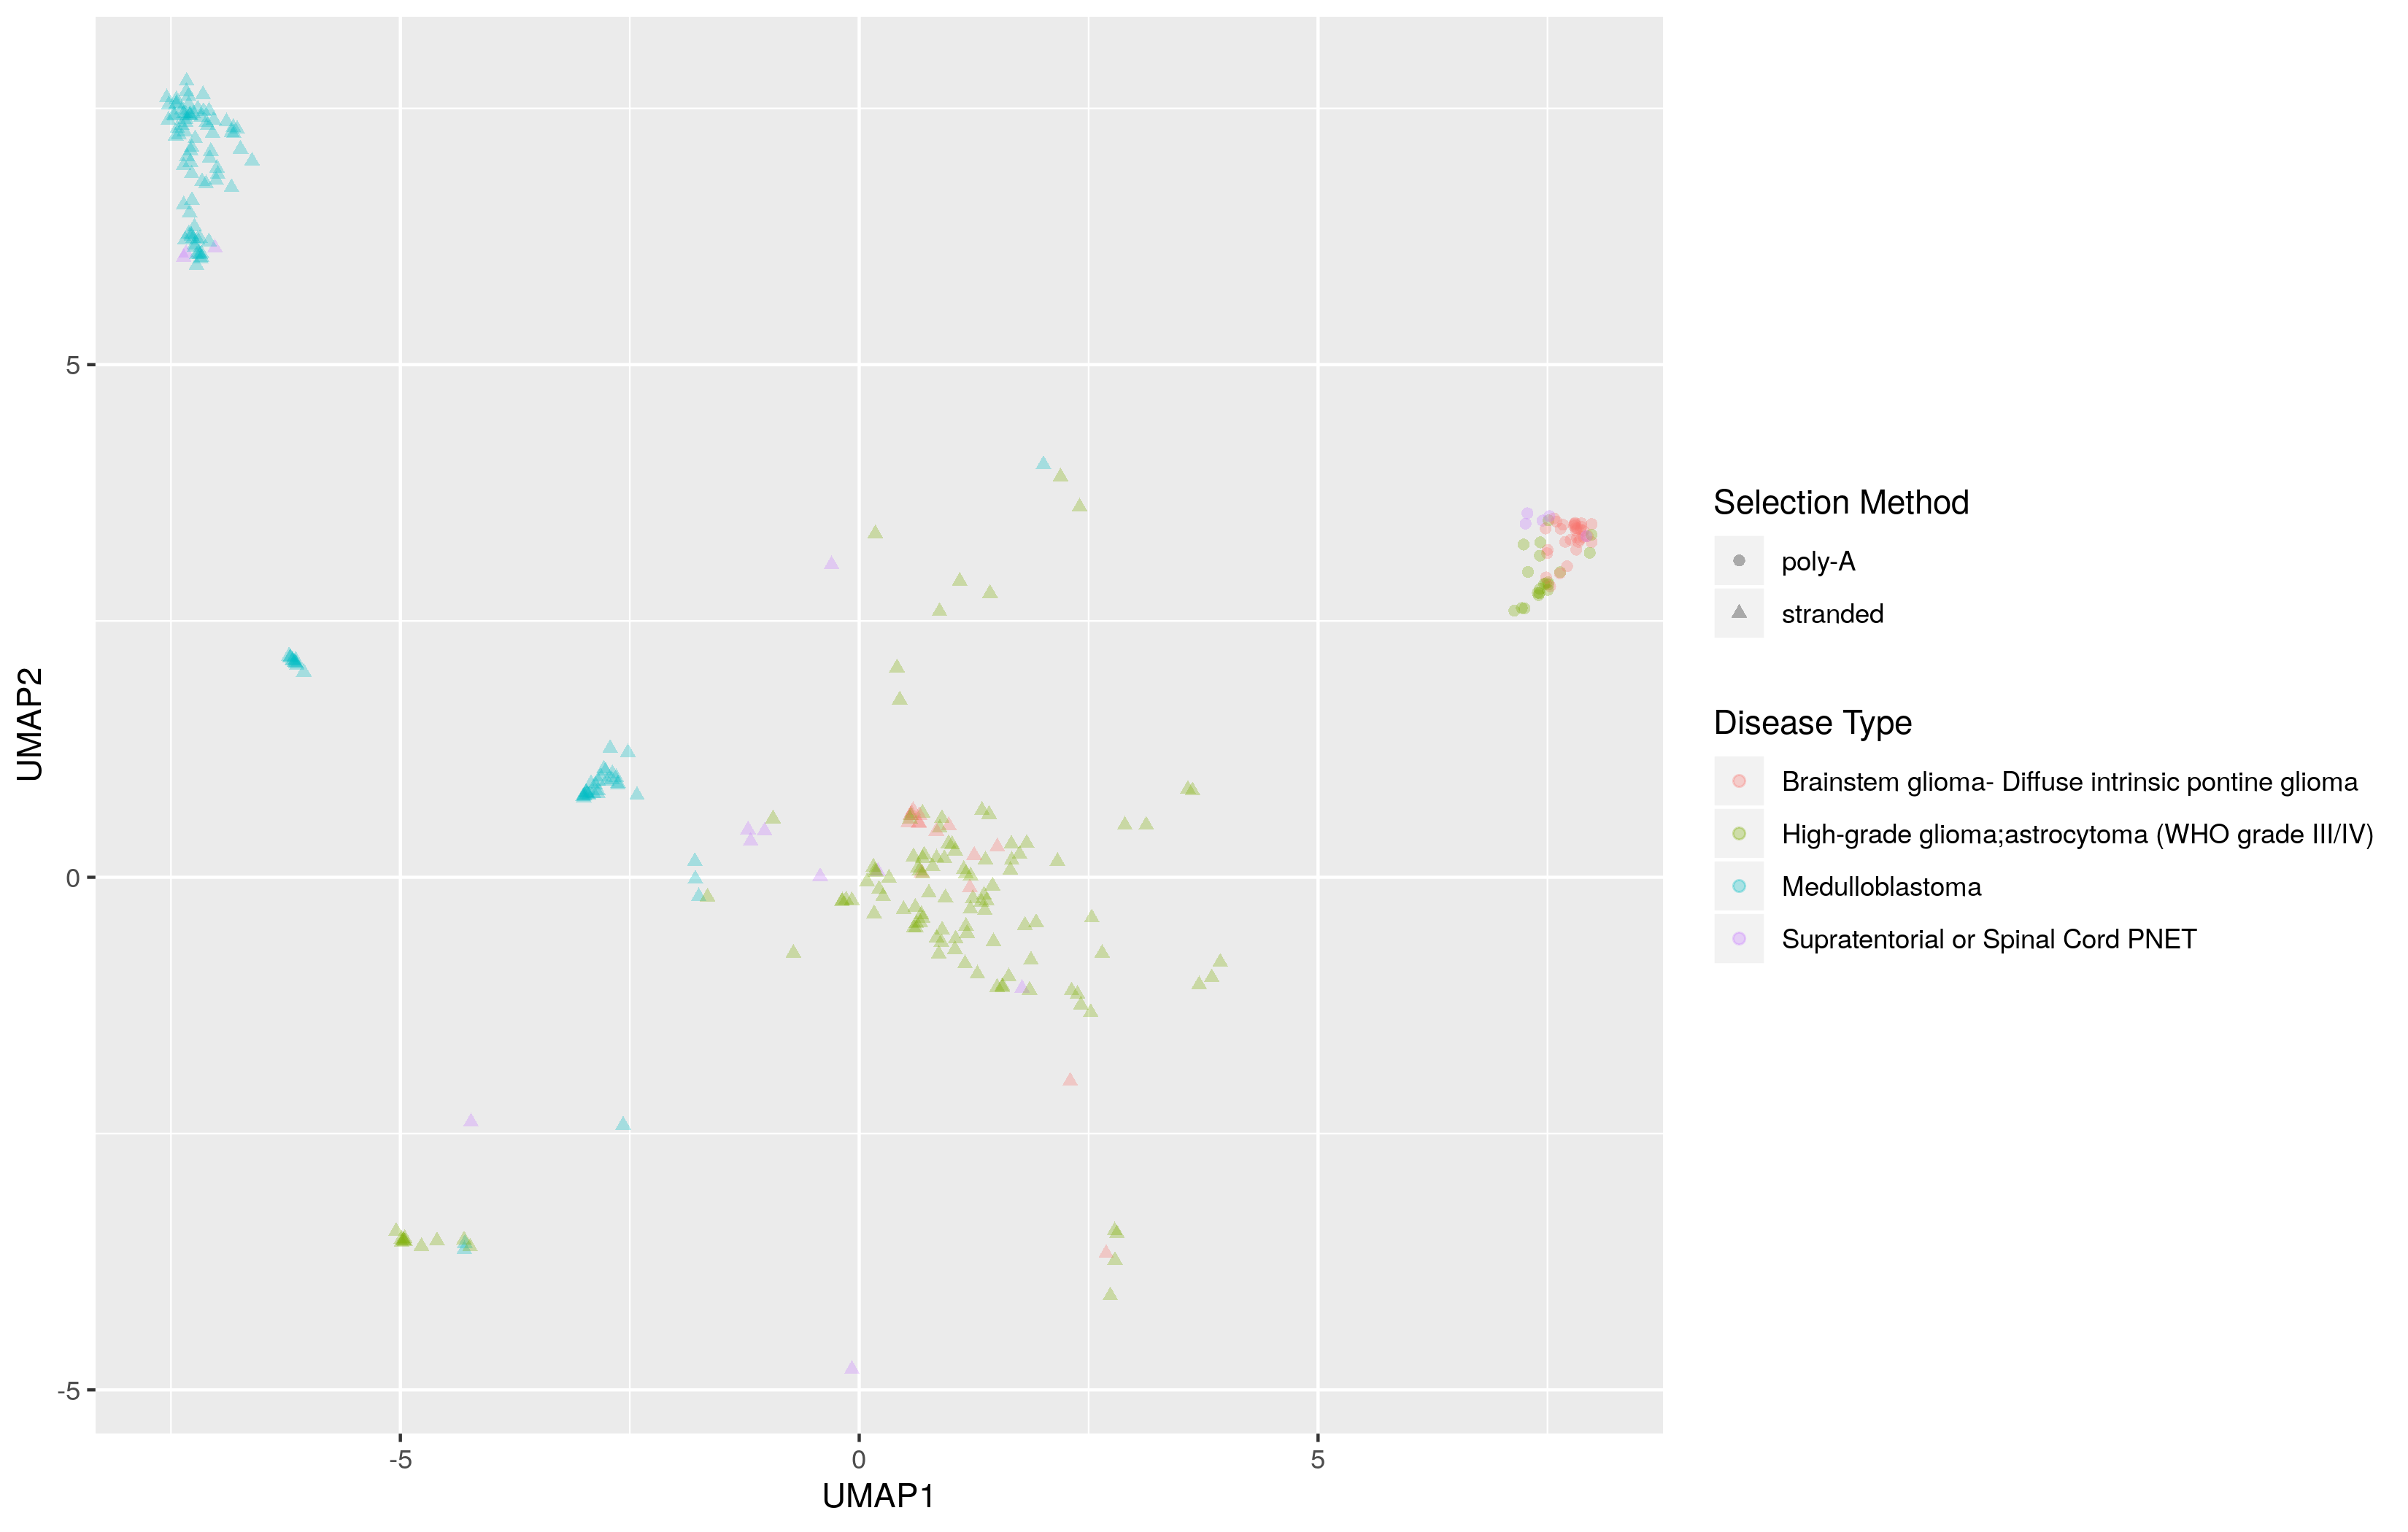 5
0
-5
UMAP2
-5
0
5
UMAP1
Selection Method
poly-A
stranded
Disease Type
Brainstem glioma- Diffuse intrinsic pontine glioma
High-grade glioma;astrocytoma (WHO grade III/IV)
Medulloblastoma
Supratentorial or Spinal Cord PNET